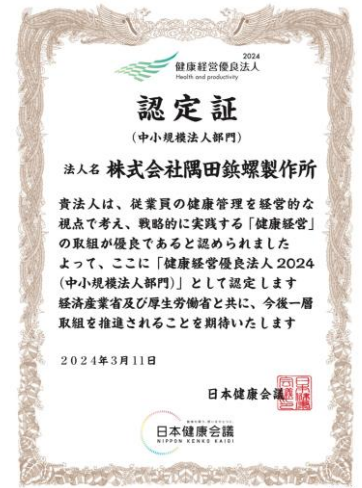 2024
健康経営優良法人
Health and productivity
認定証
(中小規模法人部門)
法人名 株式会社隅田鋲螺製作所
貴法人は、従業員の健康管理を経営的な
視点で考え、戦略的に実践する「健康経営」
の取組が優良であると認められました
よって、ここに「健康経営優良法人2024
(中小規模法人部門)」として認定します
経済産業省及び厚生労働省と共に、今後一層
取組を推進されることを期待いたします
2024年3月11日
日本健康会議
日本健康会議
NIPPON KENKO KAIGI